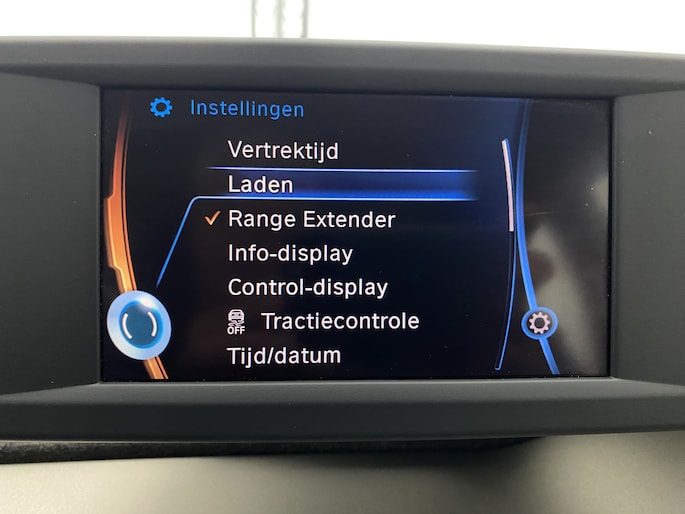 Instellingen
Vertrektijd
Laden
Range Extender
Info-display
Control-display
OFF Tractiecontrole
Tijd/datum